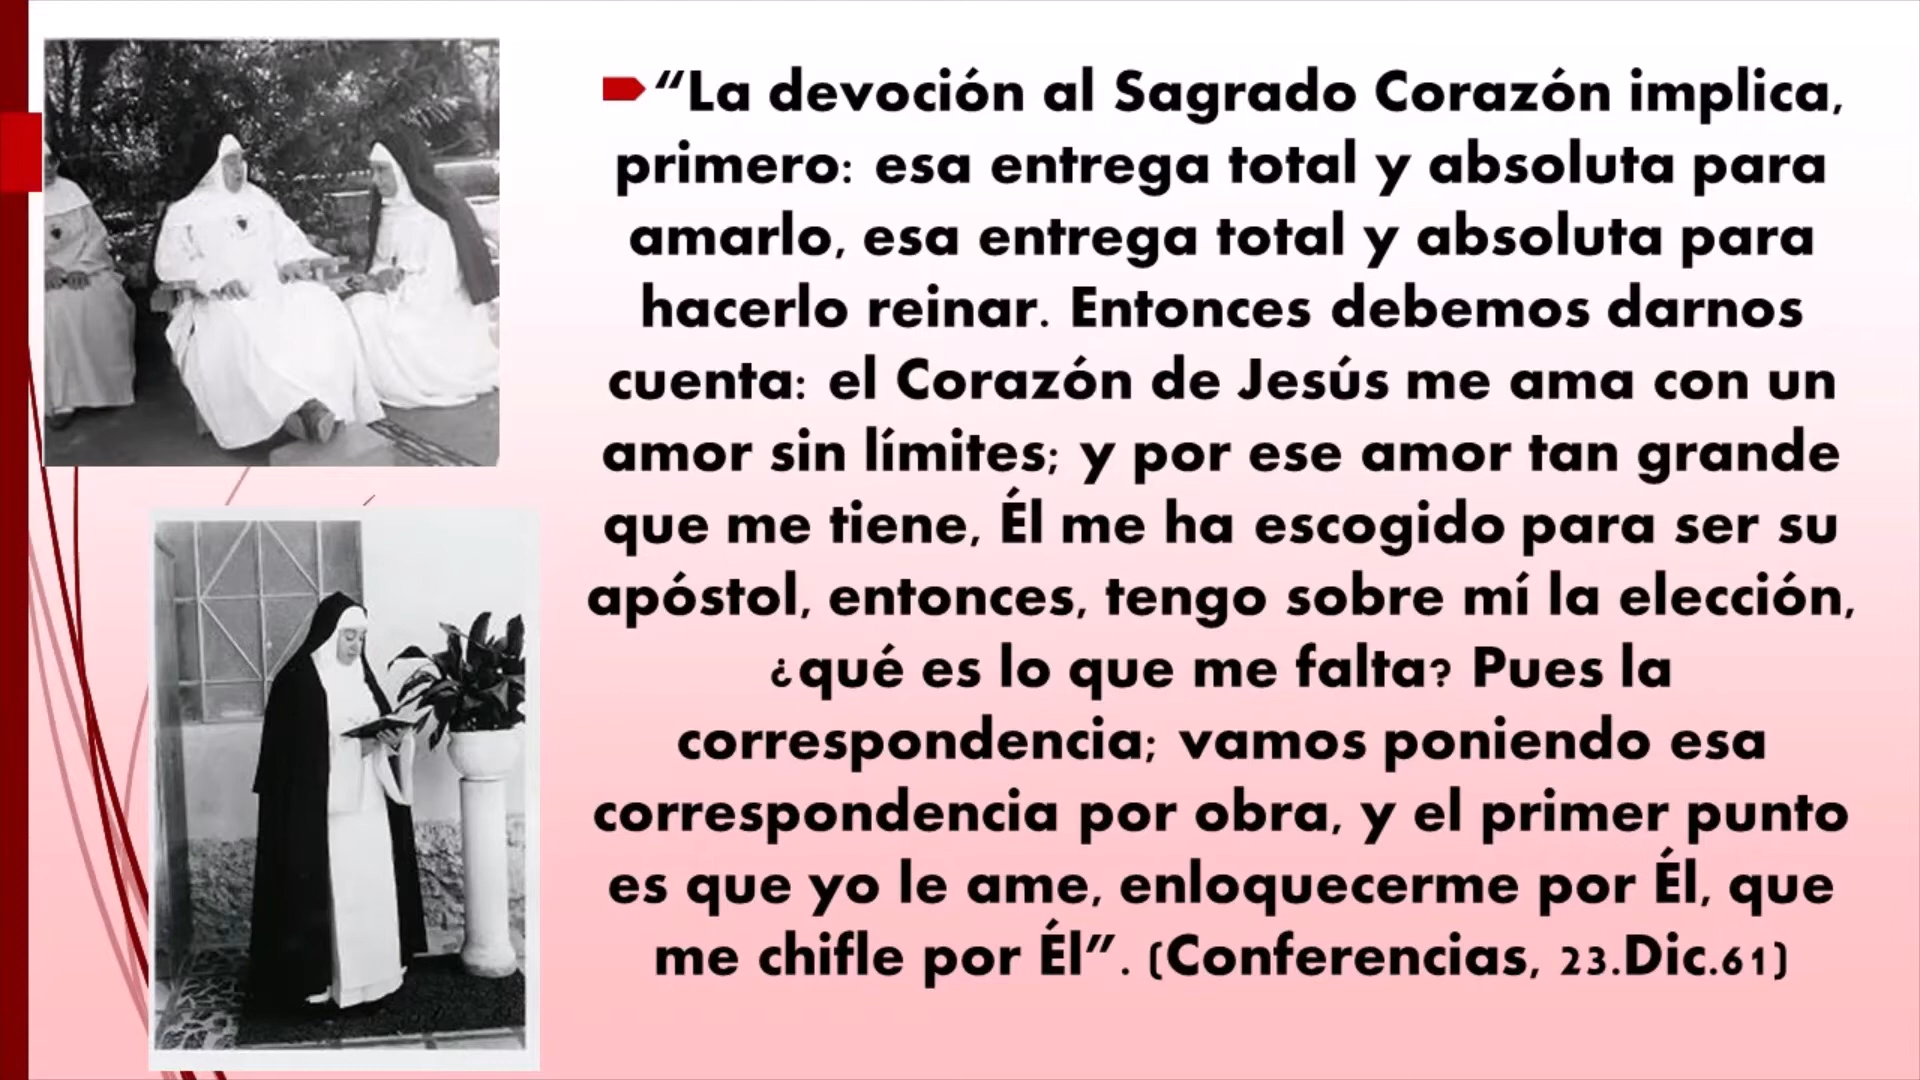 “La devoción al Sagrado Corazón implica,
primero: esa entrega total y absoluta para
amarlo, esa entrega total y absoluta para
hacerlo reinar. Entonces debemos darnos
cuenta: el Corazón de Jesús me ama con un
amor sin límites; y por ese amor tan grande
que me tiene, Él me ha escogido para ser su
apóstol, entonces, tengo sobre mí la elección,
¿qué es lo que me falta? Pues la
correspondencia; vamos poniendo esa
correspondencia por obra, y el primer punto
es que yo le ame, enloquecerme por Él, que
me chifle por Él”. (Conferencias, 23.Dic.61)